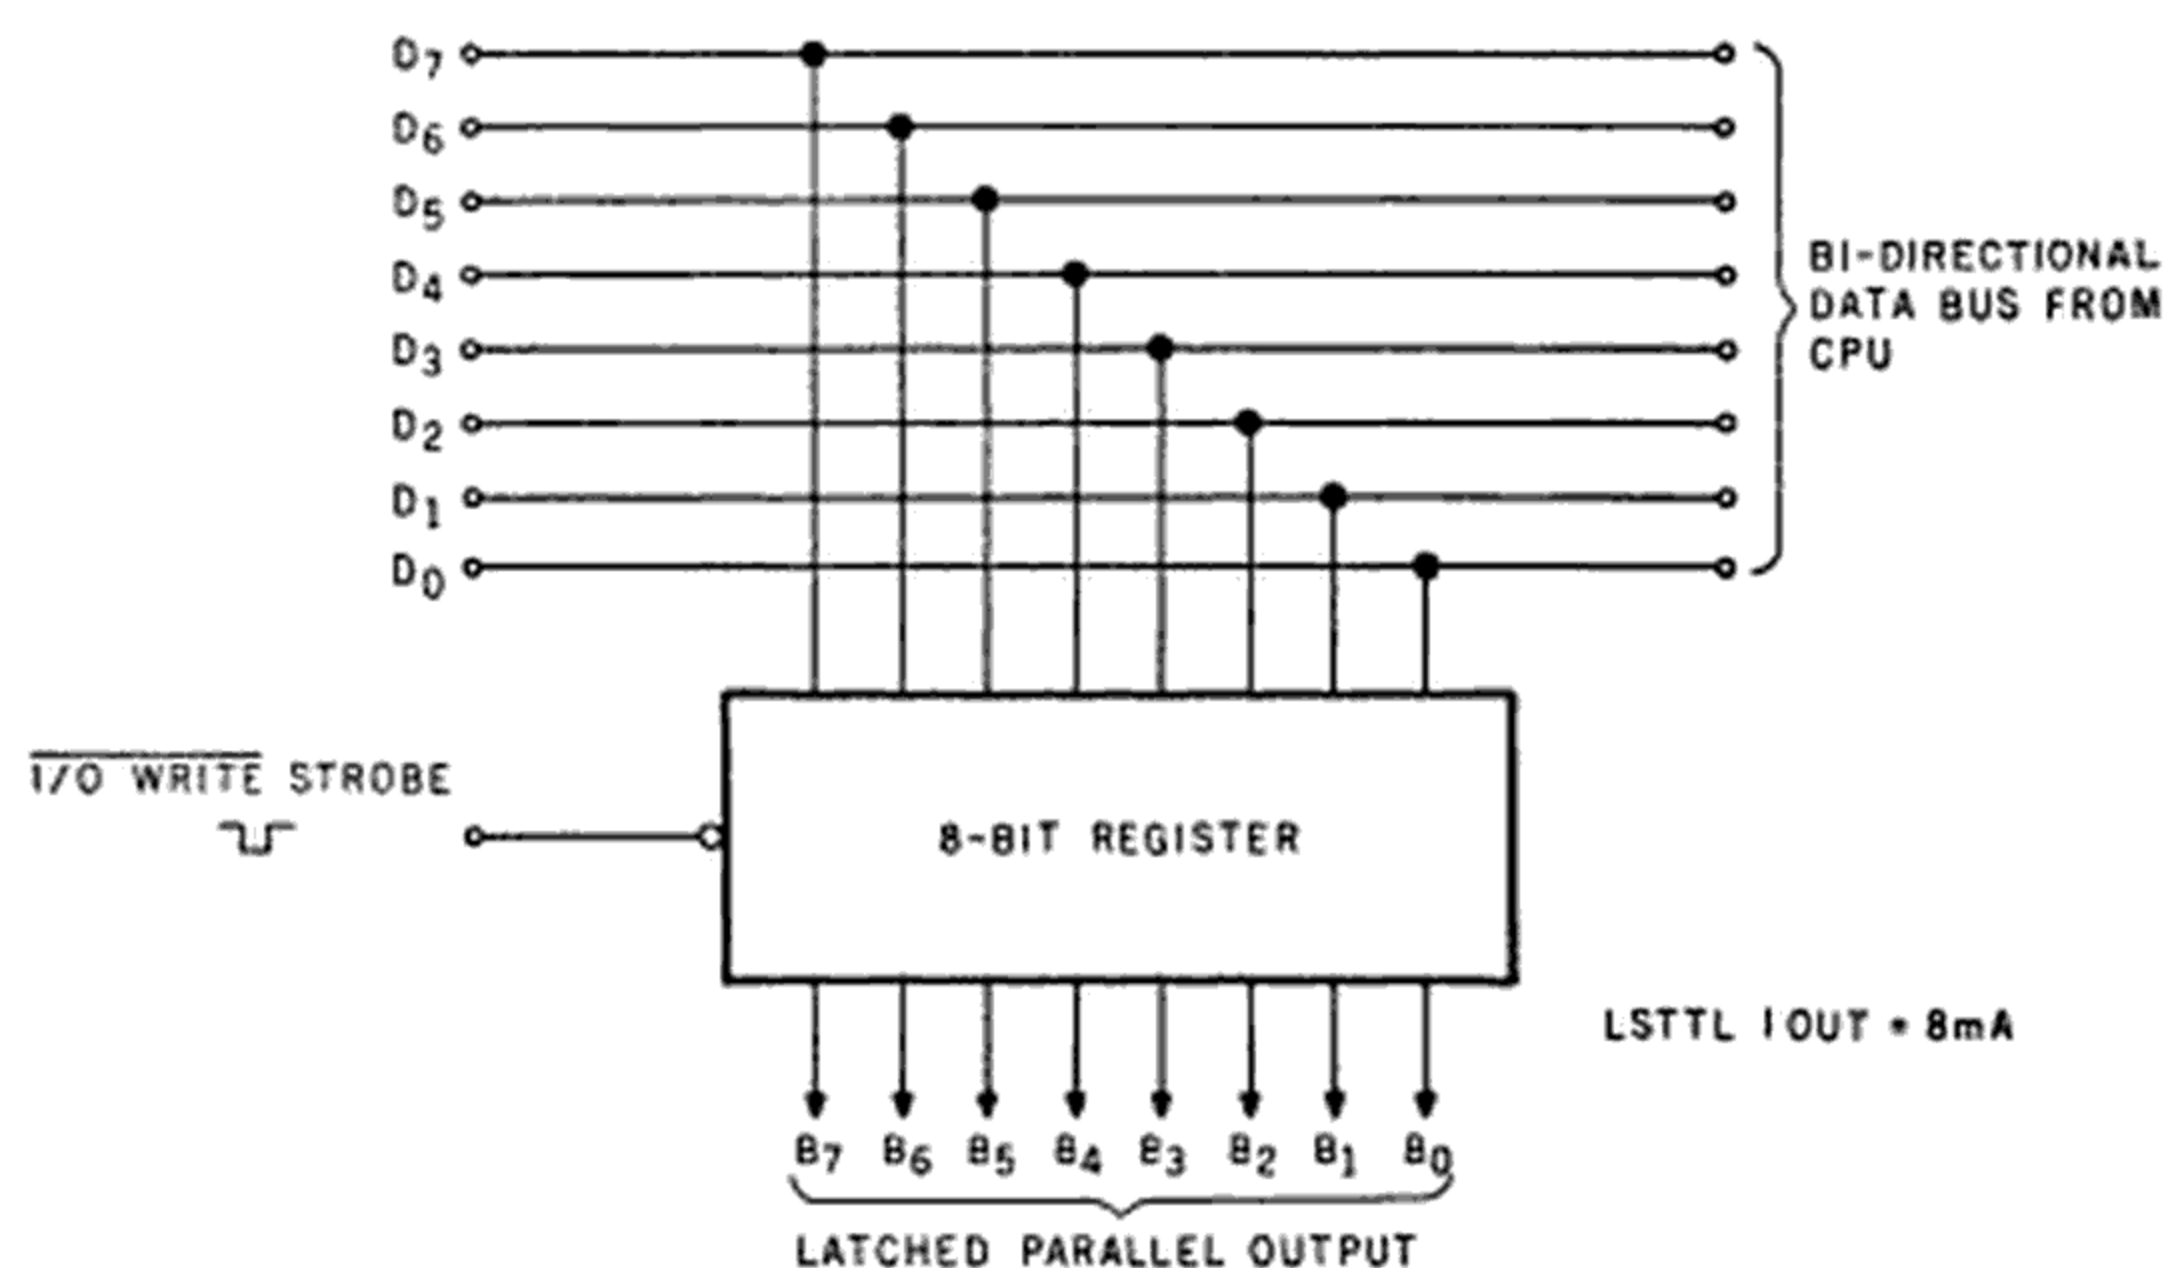 D7
D6
D5
D4
D3
D2
D1
D0
BI-DIRECTIONAL
DATA BUS FROM
CPU
I/O WRITE STROBE
8-BIT REGISTER
LSTTL IOUT = 8mA
B7 B6 B5 B4 B3 B2 B1 B0
LATCHED PARALLEL OUTPUT